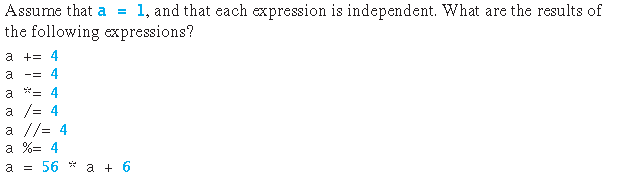 Assume that a = 1, and that each expression is independent. What are the results of
the following expressions?
a += 4
a -= 4
a *= 4
a /= 4
a //= 4
a %= 4
a = 56 * a + 6